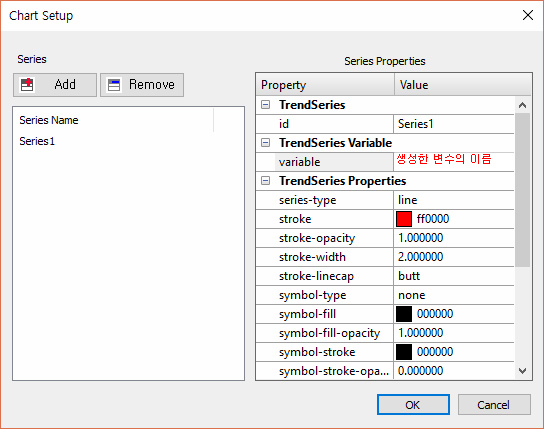 Chart Setup
Series
Series Properties
Add
Remove
Series Name
Series1
Property Value
TrendSeries
id Series1
TrendSeries Variable
variable 생성한 변수의 이름
TrendSeries Properties
series-type line
stroke ff0000
stroke-opacity 1.000000
stroke-width 2.000000
stroke-linecap butt
symbol-type none
symbol-fill 000000
symbol-fill-opacity 1.000000
symbol-stroke 000000
symbol-stroke-opa... 0.000000
OK
Cancel